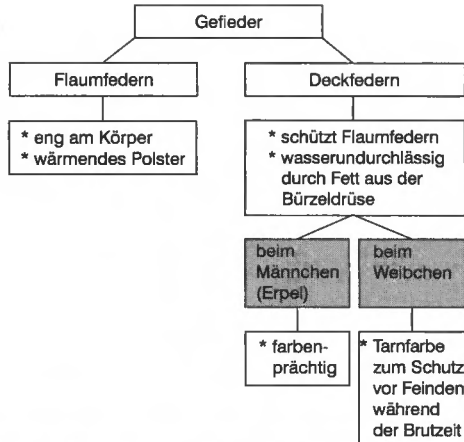 Gefieder
Flaumfedern
* eng am Körper
* wärmendes Polster
Deckfedern
* schützt Flaumfedern
* wasserundurchlässig
durch Fett aus der
Bürzeldrüse
beim
Männchen
(Erpel)
* farben-
prächtig
beim
Weibchen
* Tarnfarbe
zum Schutz
vor Feinden
während
der Brutzeit